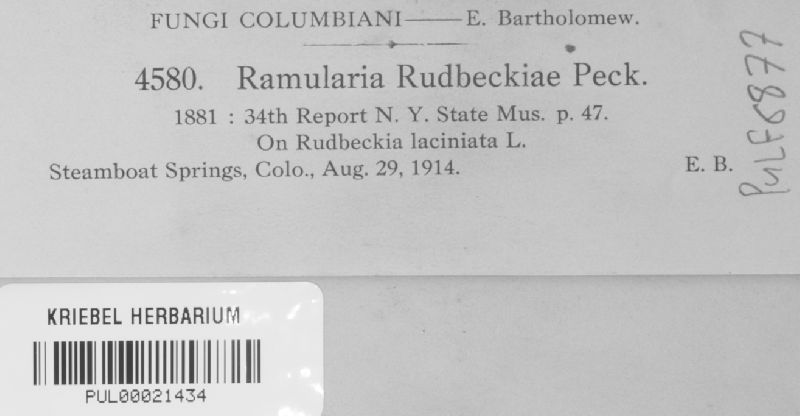 FUNGI COLUMBIANI—E. Bartholomew.
4580. Ramularia Rudbeckiae Peck.
1881 : 34th Report N. Y. State Mus. p. 47.
On Rudbeckia laciniata L.
Steamboat Springs, Colo., Aug. 29, 1914. E. B.
PULF6877
KRIEBEL HERBARIUM
PUL00021434